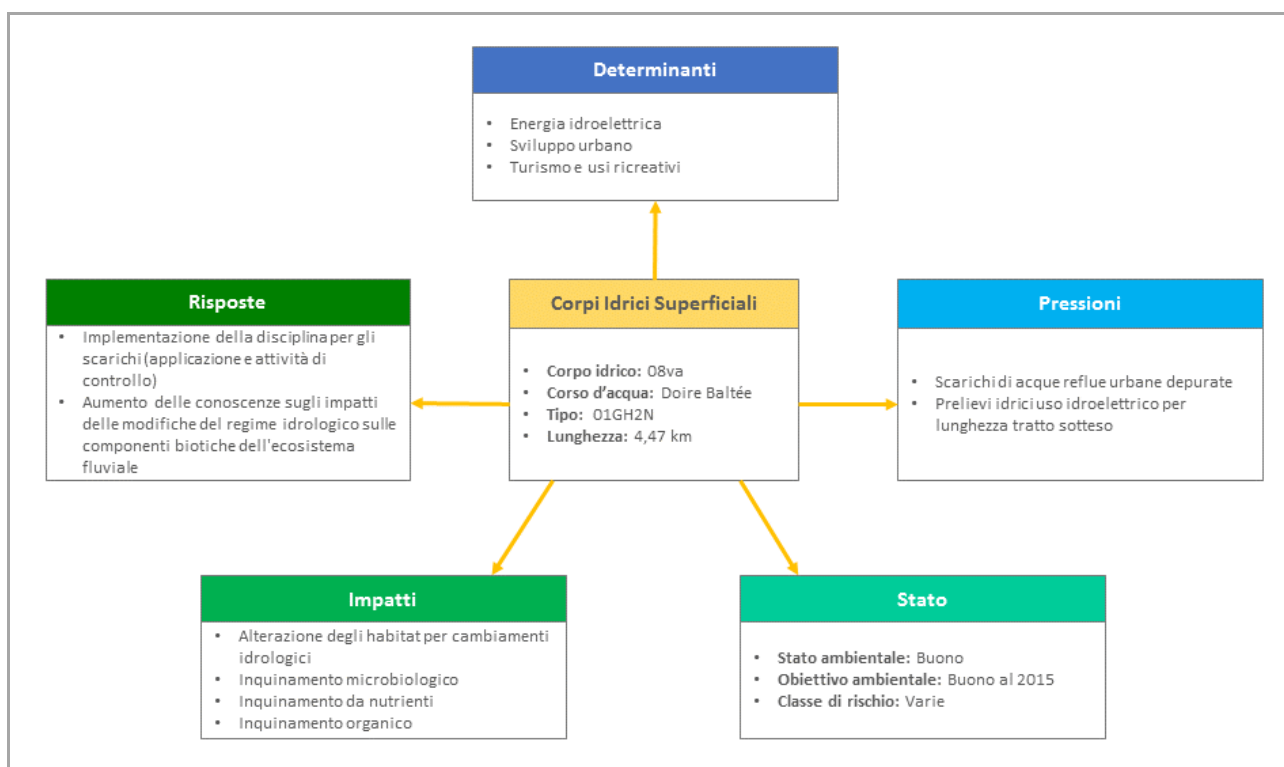 Determinanti
• Energia idroelettrica
• Sviluppo urbano
• Turismo e usi ricreativi
Risposte
• Implementazione della disciplina per gli
scarichi (applicazione e attività di
controllo)
• Aumento delle conoscenze sugli impatti
delle modifiche del regime idrologico sulle
componenti biotiche dell'ecosistema
fluviale
Corpi Idrici Superficiali
• Corpo idrico: 08va
• Corso d'acqua: Doire Baltée
• Tipo: 01GH2N
• Lunghezza: 4,47 km
Pressioni
• Scarichi di acque reflue urbane depurate
• Prelievi idrici uso idroelettrico per
lunghezza tratto sotteso
Impatti
• Alterazione degli habitat per cambiamenti
idrologici
• Inquinamento microbiologico
• Inquinamento da nutrienti
• Inquinamento organico
Stato
• Stato ambientale: Buono
• Obiettivo ambientale: Buono al 2015
• Classe di rischio: Varie